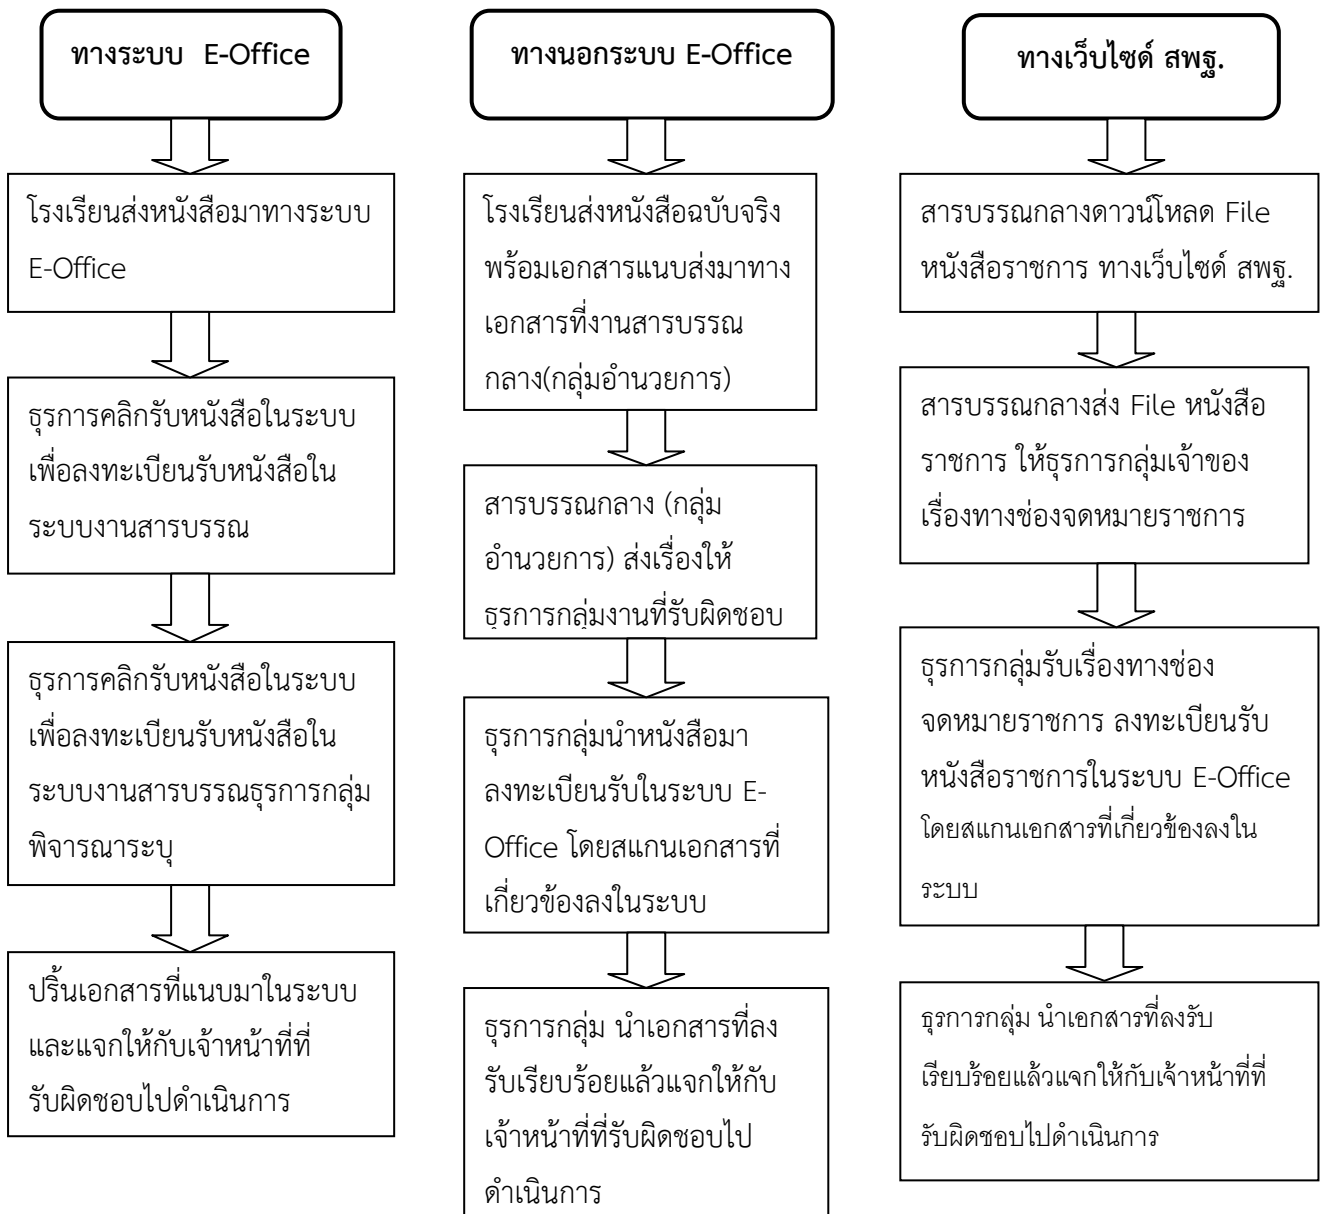 ทางระบบ E-Office
โรงเรียนส่งหนังสือมาทางระบบ
E-Office
ธุรการคลิกรับหนังสือในระบบ
เพื่อลงทะเบียนรับหนังสือใน
ระบบงานสารบรรณ
ธุรการคลิกรับหนังสือในระบบ
เพื่อลงทะเบียนรับหนังสือใน
ระบบงานสารบรรณธุรการกลุ่ม
พิจารณาระบุ
ปริ้นเอกสารที่แนบมาในระบบ
และแจกให้กับเจ้าหน้าที่ที่
รับผิดชอบไปดำเนินการ
ทางนอกระบบ E-Office
โรงเรียนส่งหนังสือฉบับจริง
พร้อมเอกสารแนบส่งมาทาง
เอกสารที่งานสารบรรณ
กลาง(กลุ่มอำนวยการ)
สารบรรณกลาง (กลุ่ม
อำนวยการ) ส่งเรื่องให้
ธุรการกลุ่มงานที่รับผิดชอบ
ธุรการกลุ่มนำหนังสือมา
ลงทะเบียนรับในระบบ E-
Office โดยสแกนเอกสารที่
เกี่ยวข้องลงในระบบ
ธุรการกลุ่ม นำเอกสารที่ลง
รับเรียบร้อยแล้วแจกให้กับ
เจ้าหน้าที่ที่รับผิดชอบไป
ดำเนินการ
ทางเว็บไซด์ สพฐ.
สารบรรณกลางดาวน์โหลด File
หนังสือราชการ ทางเว็บไซด์ สพฐ.
สารบรรณกลางส่ง File หนังสือ
ราชการ ให้ธุรการกลุ่มเจ้าของ
เรื่องทางช่องจดหมายราชการ
ธุรการกลุ่มรับเรื่องทางช่อง
จดหมายราชการ ลงทะเบียนรับ
หนังสือราชการในระบบ E-Office
โดยสแกนเอกสารที่เกี่ยวข้องลงใน
ระบบ
ธุรการกลุ่ม นำเอกสารที่ลงรับ
เรียบร้อยแล้วแจกให้กับเจ้าหน้าที่ที่
รับผิดชอบไปดำเนินการ